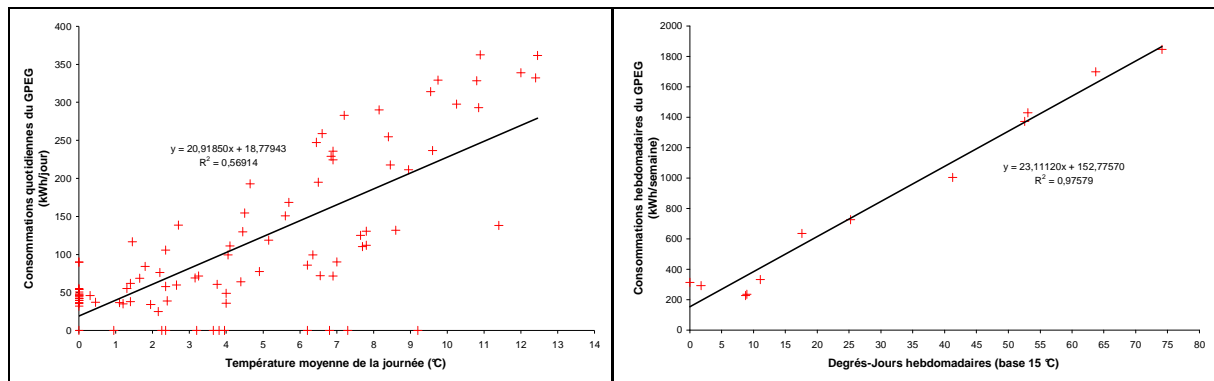 Consommations quotidiennes du GPEG
(kWh/jour)
400
350
300
250
200
150
100
50
0
y = 20,91850x + 18,77943
R² = 0,56914
0 1 2 3 4 5 6 7 8 9 10 11 12 13 14
Température moyenne de la journée (°C)
Consommations hebdomadaires du GPEG
(kWh/semaine)
2000
1800
1600
1400
1200
1000
800
600
400
200
0
y = 23,11120x + 152,77570
R² = 0,97579
0 5 10 15 20 25 30 35 40 45 50 55 60 65 70 75 80
Degrés-Jours hebdomadaires (base 15 °C)